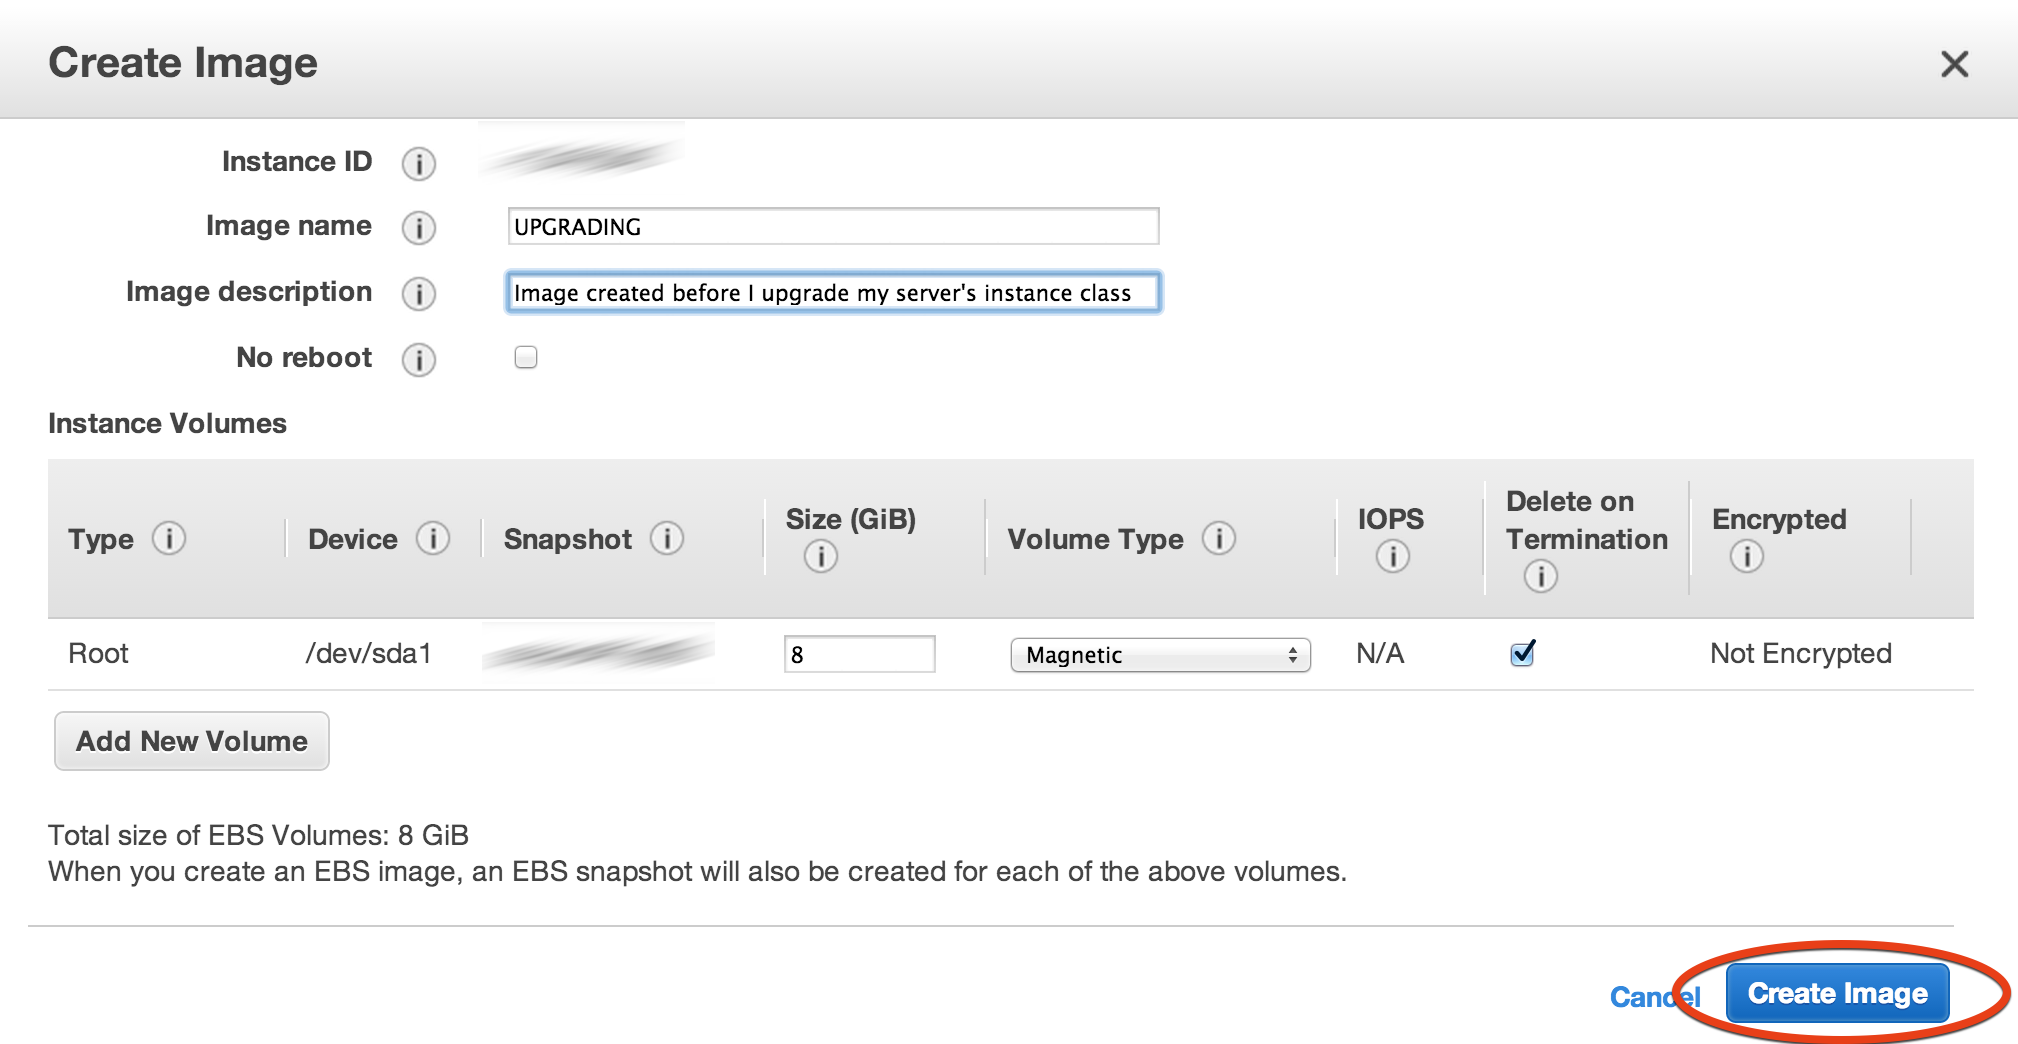 Create Image
Instance ID
Image name UPGRADING
Image description Image created before I upgrade my server's instance class
No reboot
Instance Volumes
Type Device Snapshot Size (GiB) Volume Type IOPS Delete on Termination Encrypted
Root /dev/sda1 8 Magnetic N/A Not Encrypted
Add New Volume
Total size of EBS Volumes: 8 GiB
When you create an EBS image, an EBS snapshot will also be created for each of the above volumes.
Cancel Create Image